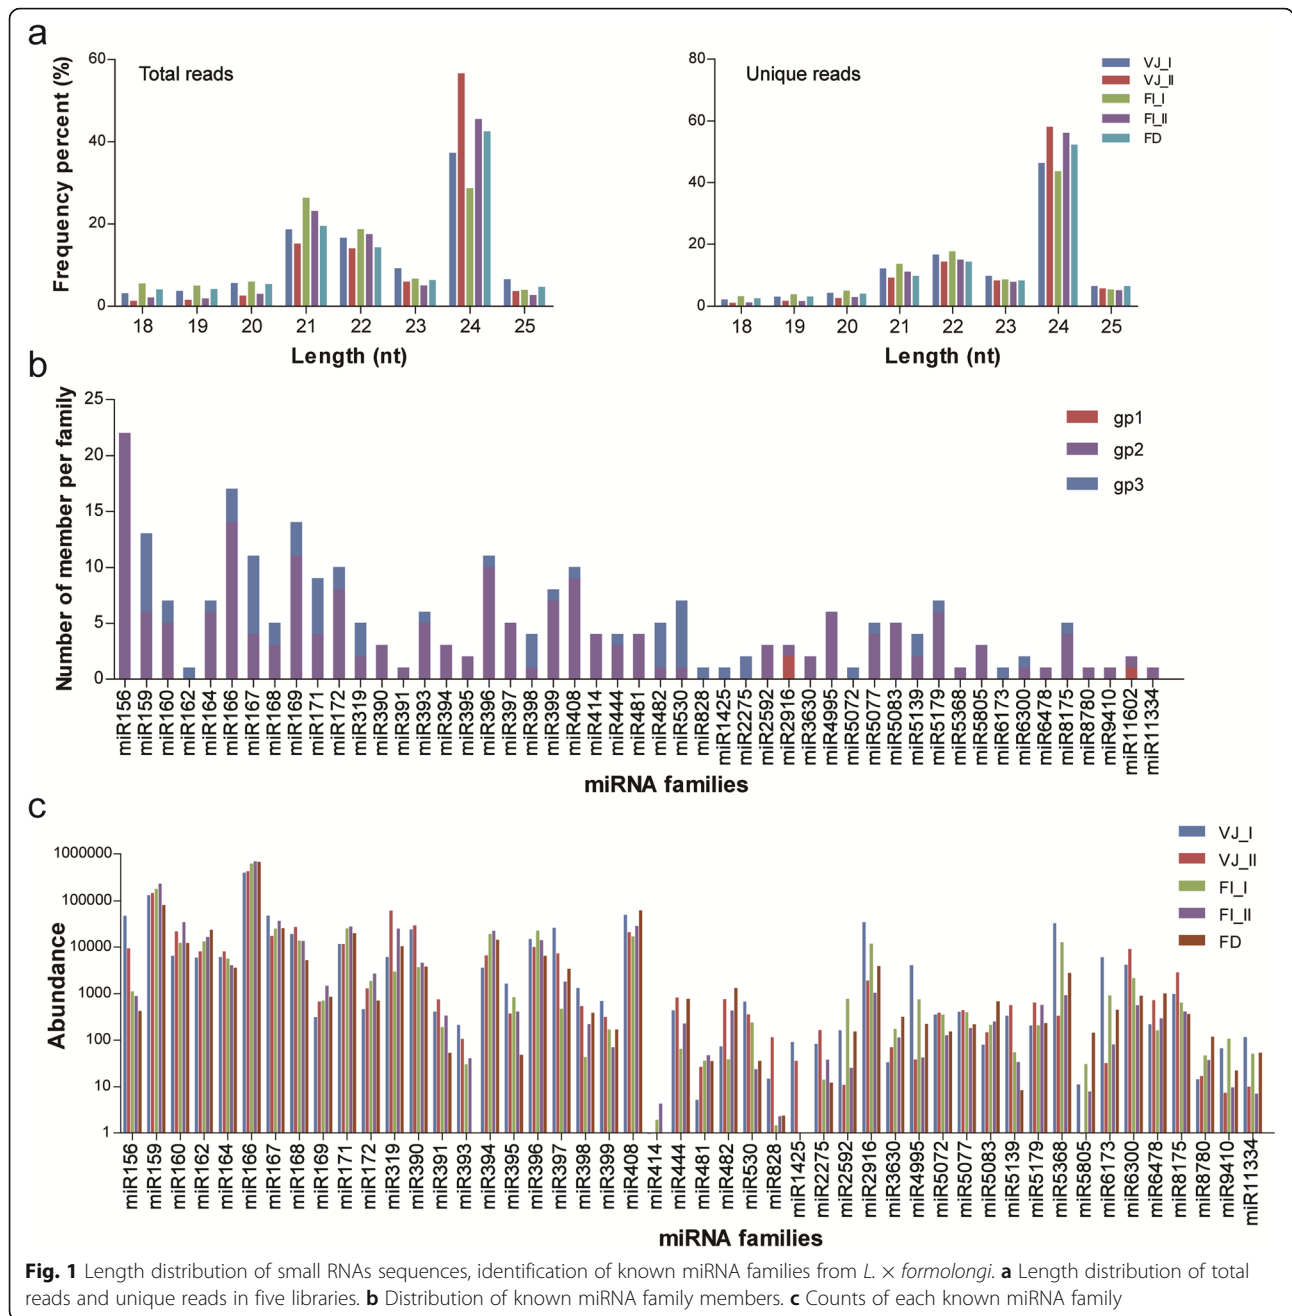 a
60
40
20
0
Frequency percent (%)
Total reads
18 19 20 21 22 23 24 25
Length (nt)
80
60
40
20
0
Unique reads
VJ_I
VJ_II
FI_I
FI_II
FD
18 19 20 21 22 23 24 25
Length (nt)
b
25
20
15
10
5
0
Number of member per family
gp1
gp2
gp3
miR156 miR159 miR160 miR162 miR164 miR166 miR167 miR168 miR169 miR171 miR172 miR319 miR390 miR391 miR393 miR394 miR395 miR396 miR397 miR398 miR399 miR408 miR414 miR444 miR481 miR482 miR530 miR828 miR1425 miR2275 miR2592 miR2916 miR3630 miR4995 miR5072 miR5077 miR5083 miR5139 miR5179 miR5368 miR5805 miR6173 miR6300 miR6478 miR8175 miR8780 miR9410 miR11602 miR11334
miRNA families
c
1000000
100000
10000
1000
100
10
1
Abundance
VJ_I
VJ_II
FI_I
FI_II
FD
miR156 miR159 miR160 miR162 miR164 miR166 miR167 miR168 miR169 miR171 miR172 miR319 miR390 miR391 miR393 miR394 miR395 miR396 miR397 miR398 miR399 miR408 miR414 miR444 miR481 miR482 miR530 miR828 miR1425 miR2275 miR2592 miR2916 miR3630 miR4995 miR5072 miR5077 miR5083 miR5139 miR5179 miR5368 miR5805 miR6173 miR6300 miR6478 miR8175 miR8780 miR9410 miR11334
miRNA families
Fig. 1 Length distribution of small RNAs sequences, identification of known miRNA families from L. × formolongi. a Length distribution of total
reads and unique reads in five libraries. b Distribution of known miRNA family members. c Counts of each known miRNA family